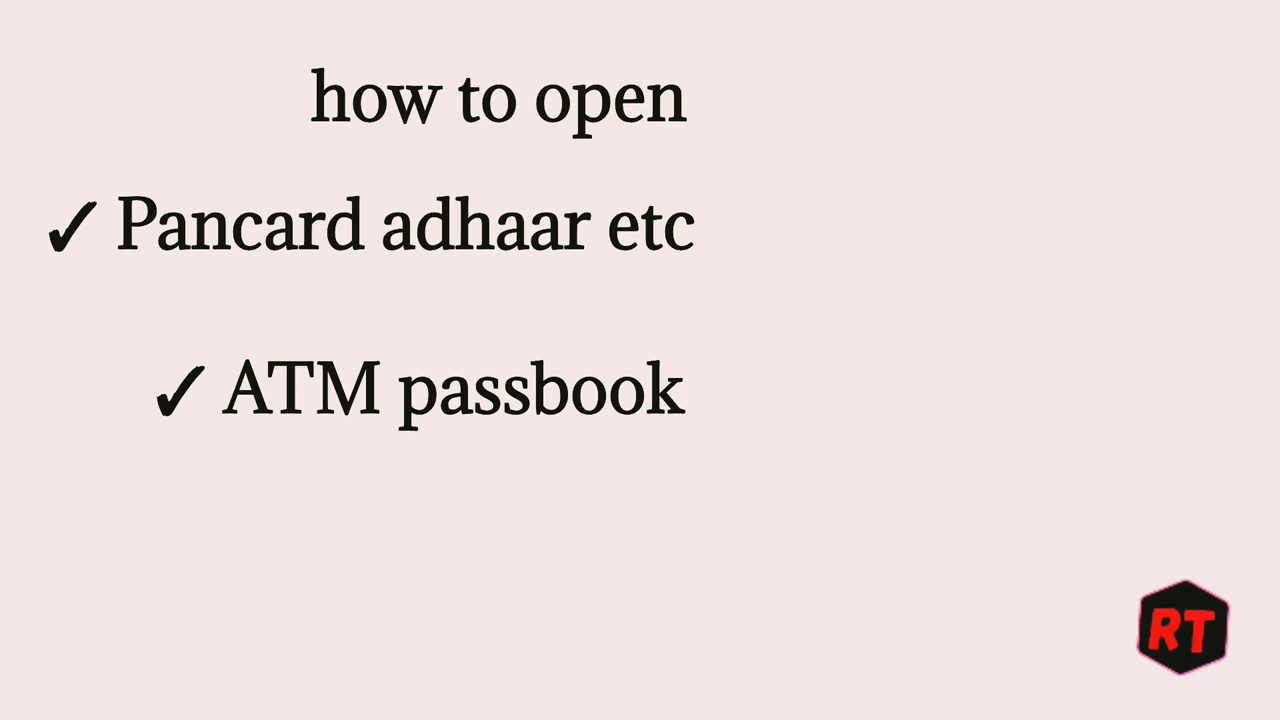 how to open
✓ Pancard adhaar etc
✓ ATM passbook
RT